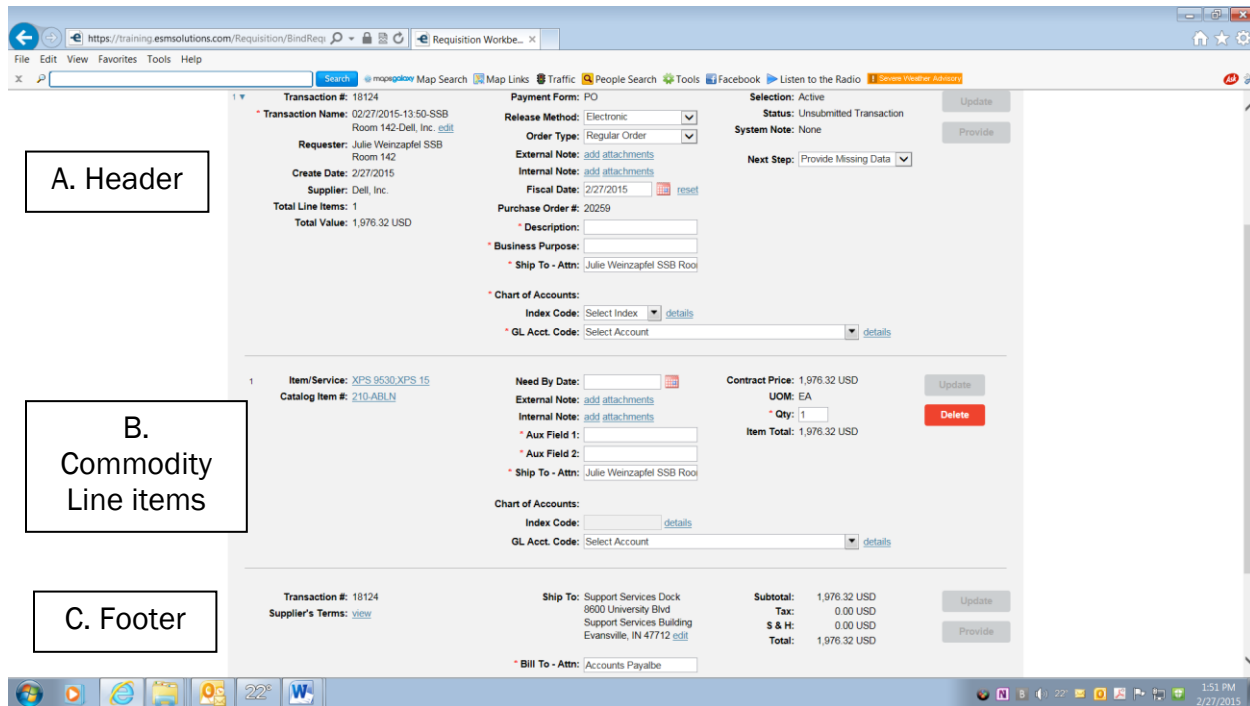 https://training.esmsolutions.com/Requisition/BindRequ
Requisition Workbe...
File Edit View Favorites Tools Help
Search mapsgalaxy Map Search Map Links Traffic People Search Tools Facebook Listen to the Radio Severe Weather Advisory Ask
A. Header
1 Transaction #: 18124 Payment Form: PO Selection: Active Update
* Transaction Name: 02/27/2015-13:50-SSB Room 142-Dell, Inc. edit Release Method: Electronic Status: Unsubmitted Transaction
Order Type: Regular Order System Note: None Provide
Requester: Julie Weinzapfel SSB Room 142 External Note: add attachments Next Step: Provide Missing Data
Create Date: 2/27/2015 Internal Note: add attachments
Supplier: Dell, Inc. Fiscal Date: 2/27/2015 reset
Total Line Items: 1 Purchase Order #: 20259
Total Value: 1,976.32 USD * Description:
* Business Purpose:
* Ship To - Attn: Julie Weinzapfel SSB Roo
* Chart of Accounts:
Index Code: Select Index details
* GL Acct. Code: Select Account details
B. Commodity Line items
1 Item/Service: XPS 9530;XPS 15 Need By Date: Contract Price: 1,976.32 USD Update
Catalog Item #: 210-ABLN External Note: add attachments UOM: EA
Internal Note: add attachments * Qty: 1 Delete
* Aux Field 1: Item Total: 1,976.32 USD
* Aux Field 2:
* Ship To - Attn: Julie Weinzapfel SSB Roo
Chart of Accounts:
Index Code: details
GL Acct. Code: Select Account details
C. Footer
Transaction #: 18124 Ship To: Support Services Dock Subtotal: 1,976.32 USD Update
Supplier's Terms: view 8600 University Blvd Tax: 0.00 USD
Support Services Building S & H: 0.00 USD Provide
Evansville, IN 47712 edit Total: 1,976.32 USD
* Bill To - Attn: Accounts Payalbe
22° 22° 1:51 PM
2/27/2015